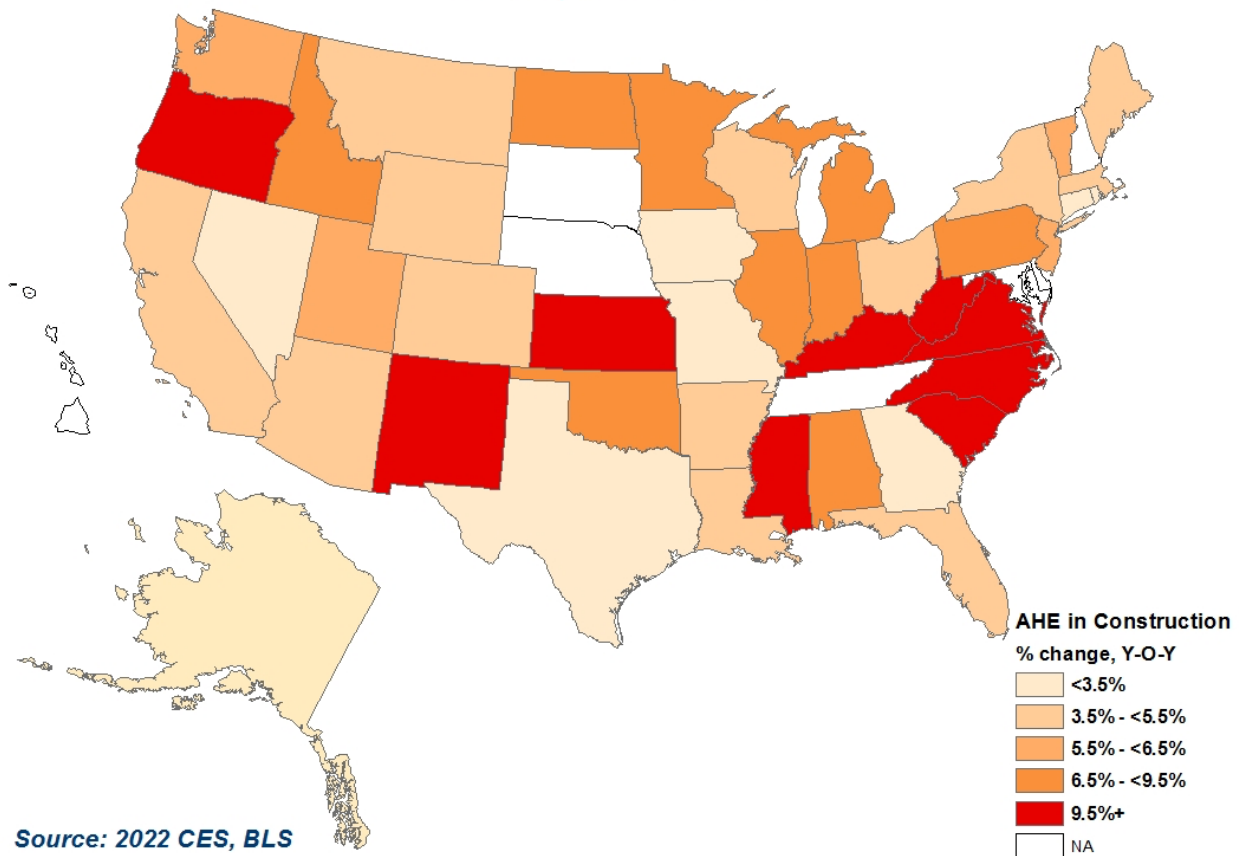 AHE in Construction
% change, Y-O-Y
<3.5%
3.5% - <5.5%
5.5% - <6.5%
6.5% - <9.5%
9.5%+
NA
Source: 2022 CES, BLS